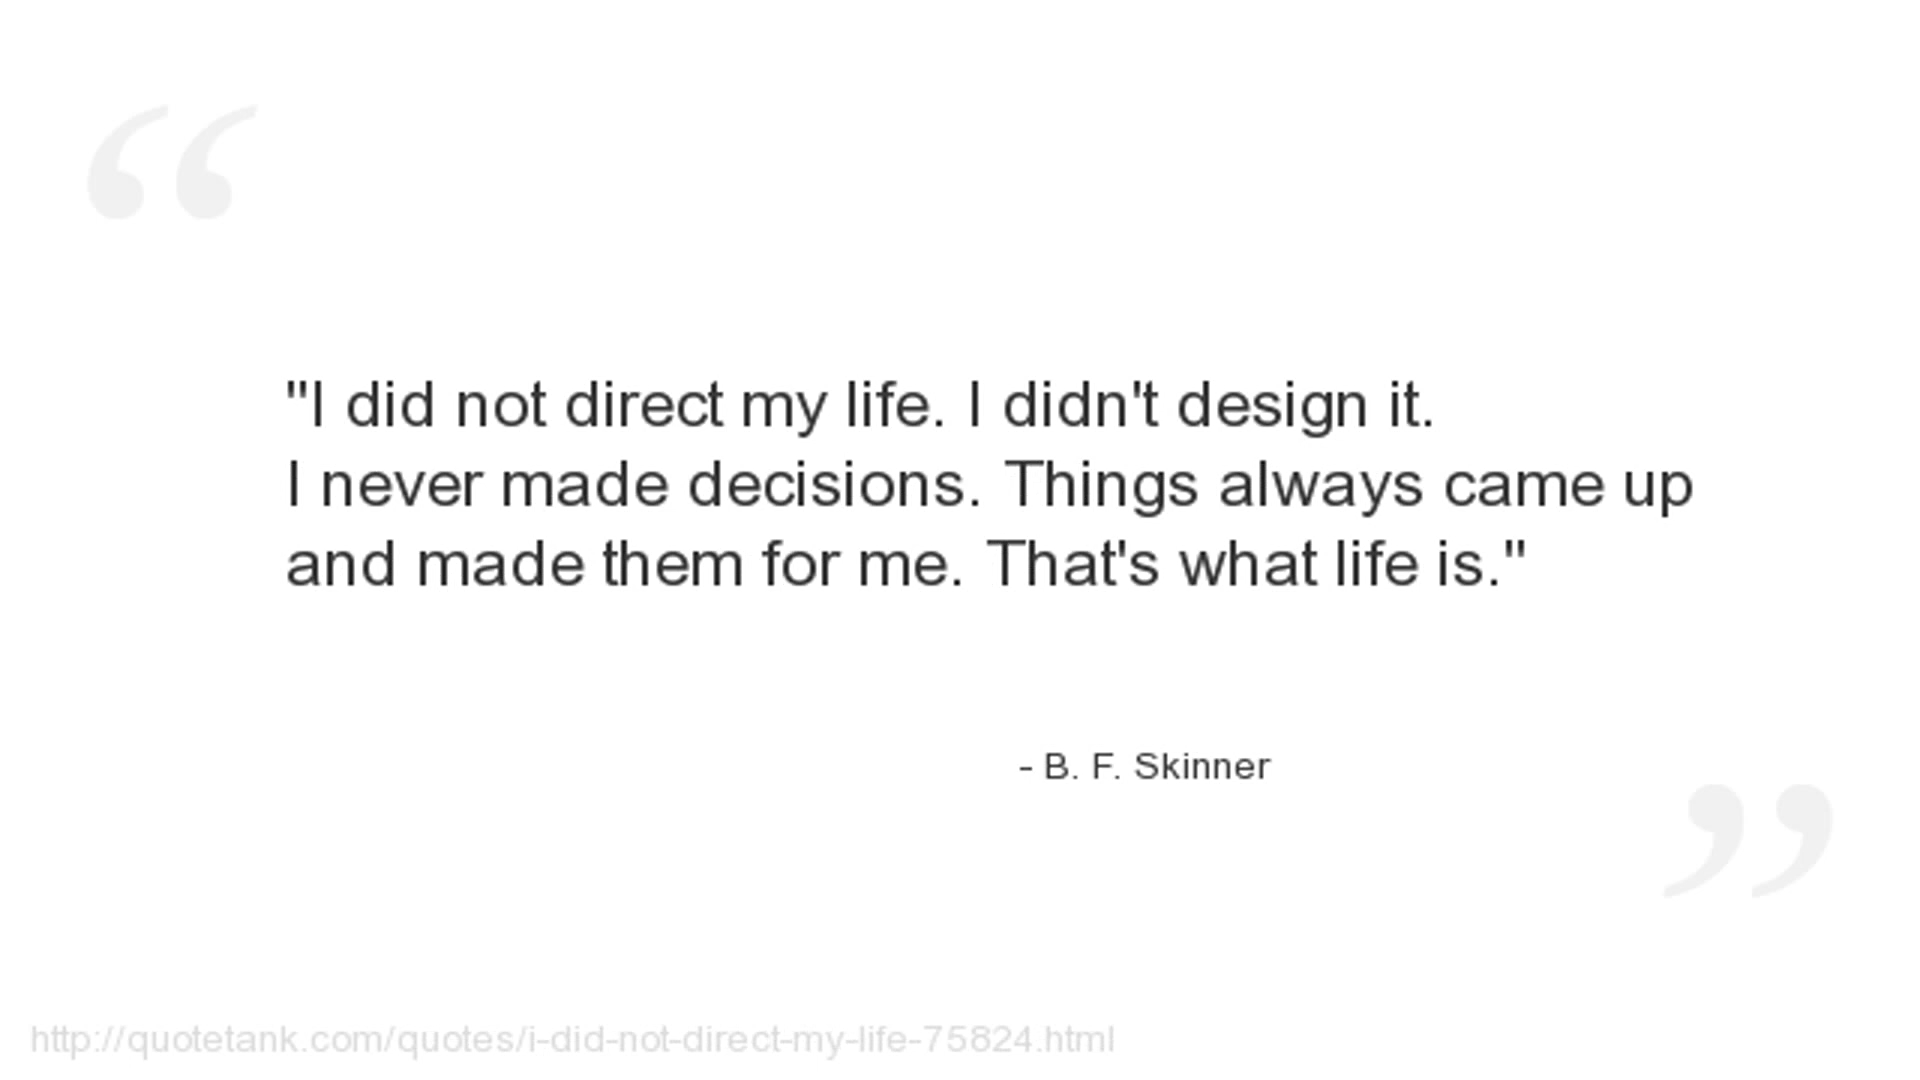 "I did not direct my life. I didn't design it.
I never made decisions. Things always came up
and made them for me. That's what life is."
- B. F. Skinner
http://quotetank.com/quotes/i-did-not-direct-my-life-75824.html